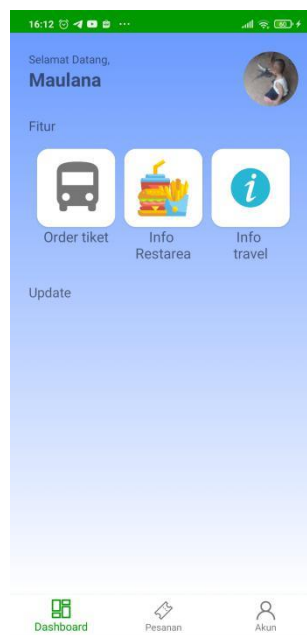 16:12
Selamat Datang,
Maulana
Fitur
i
Order tiket
Info
Restarea
Info
travel
Update
Dashboard
Pesanan
Akun